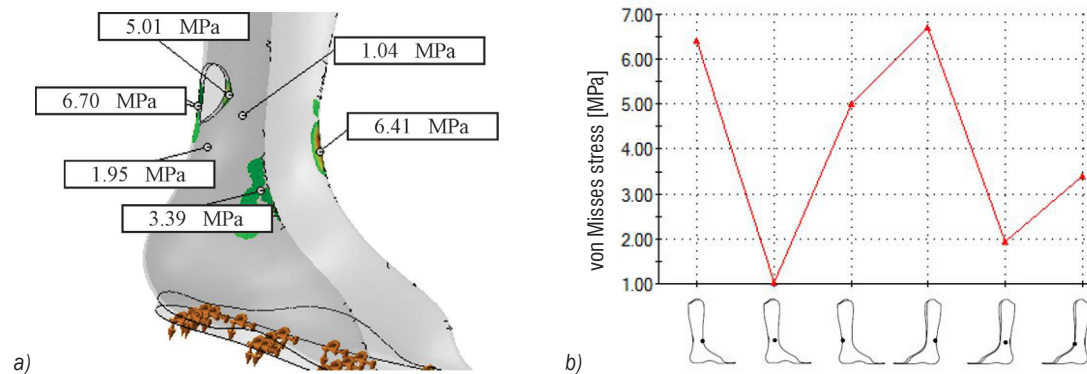 5.01 MPa
1.04 MPa
6.70 MPa
6.41 MPa
1.95 MPa
3.39 MPa
a)
von Misses stress [MPa]
7.00
6.00
5.00
4.00
3.00
2.00
1.00
b)